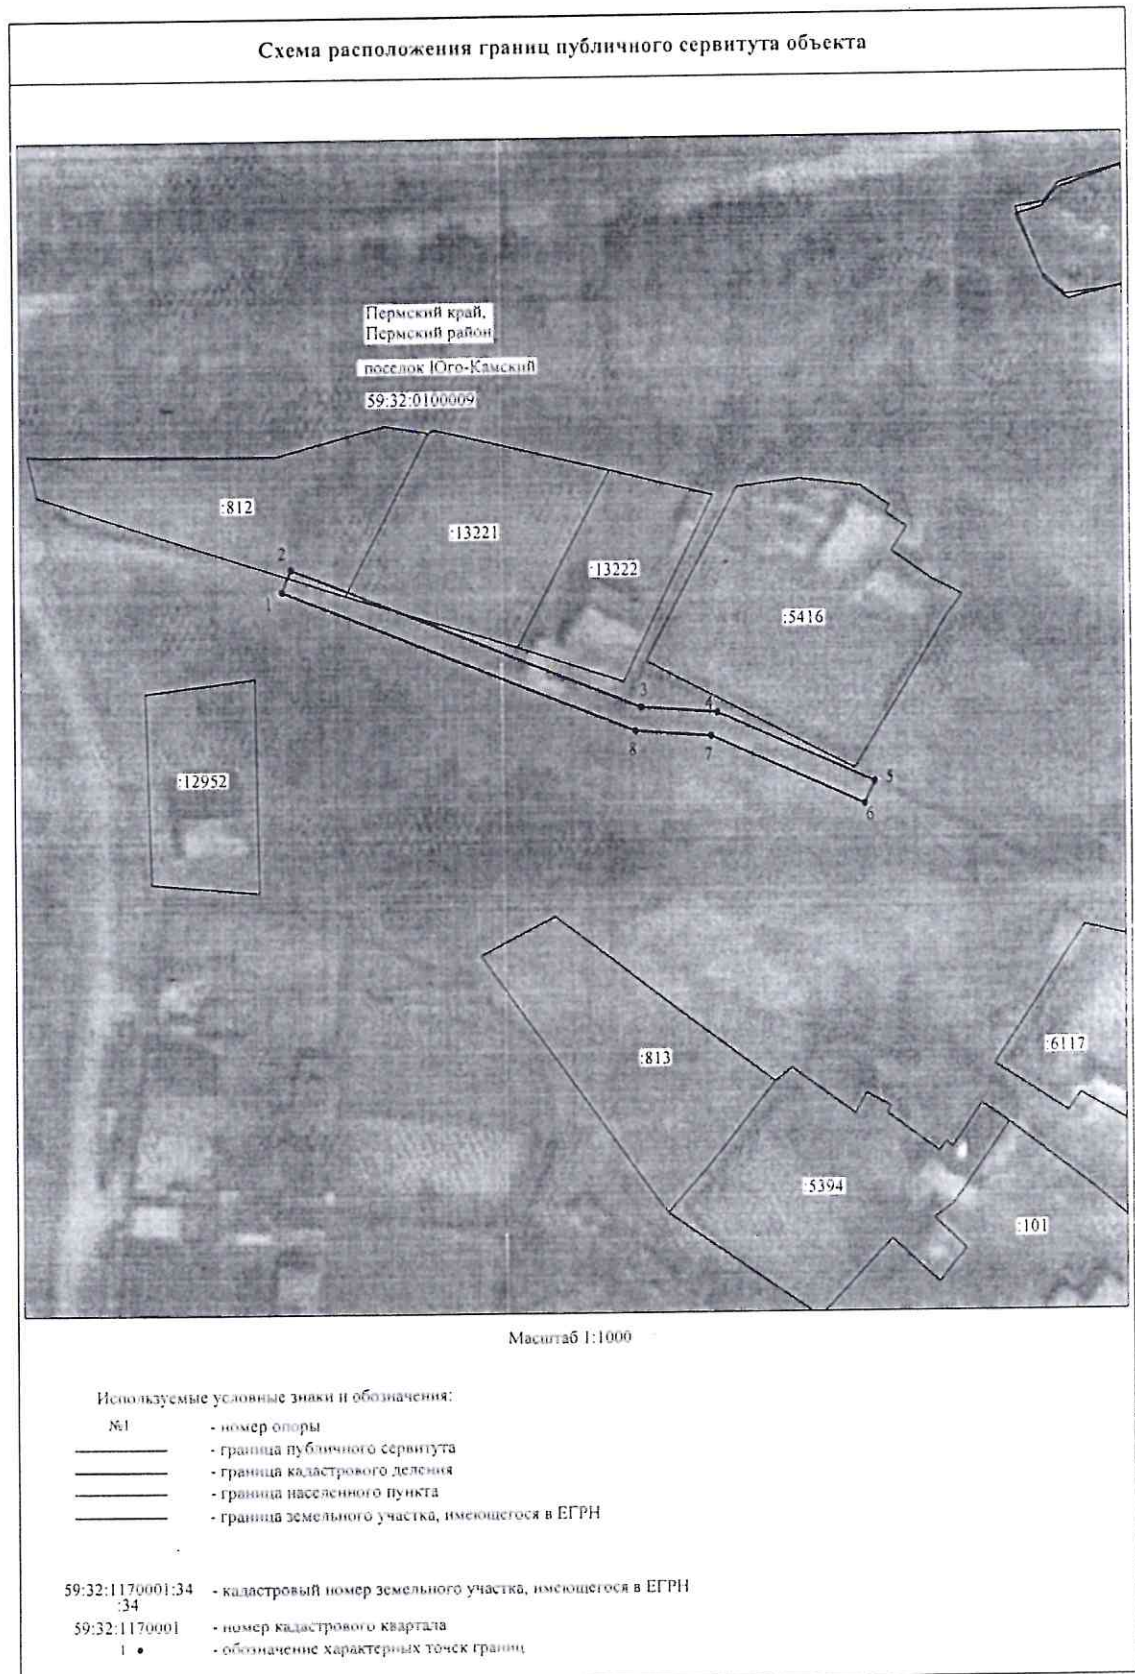 Схема расположения границ публичного сервитута объекта
Пермский край,
Пермский район
поселок Юго-Камский
59:32:0100009
:812
:13221
:13222
:5416
2
1
3
4
8
7
5
6
:12952
:813
:6117
:5394
:101
Масштаб 1:1000
Используемые условные знаки и обозначения:
№1 - номер опоры
- граница публичного сервитута
- граница кадастрового деления
- граница населенного пункта
- граница земельного участка, имеющегося в ЕГРН
59:32:1170001:34 - кадастровый номер земельного участка, имеющегося в ЕГРН
:34
59:32:1170001 - номер кадастрового квартала
1 • - обозначение характерных точек границ